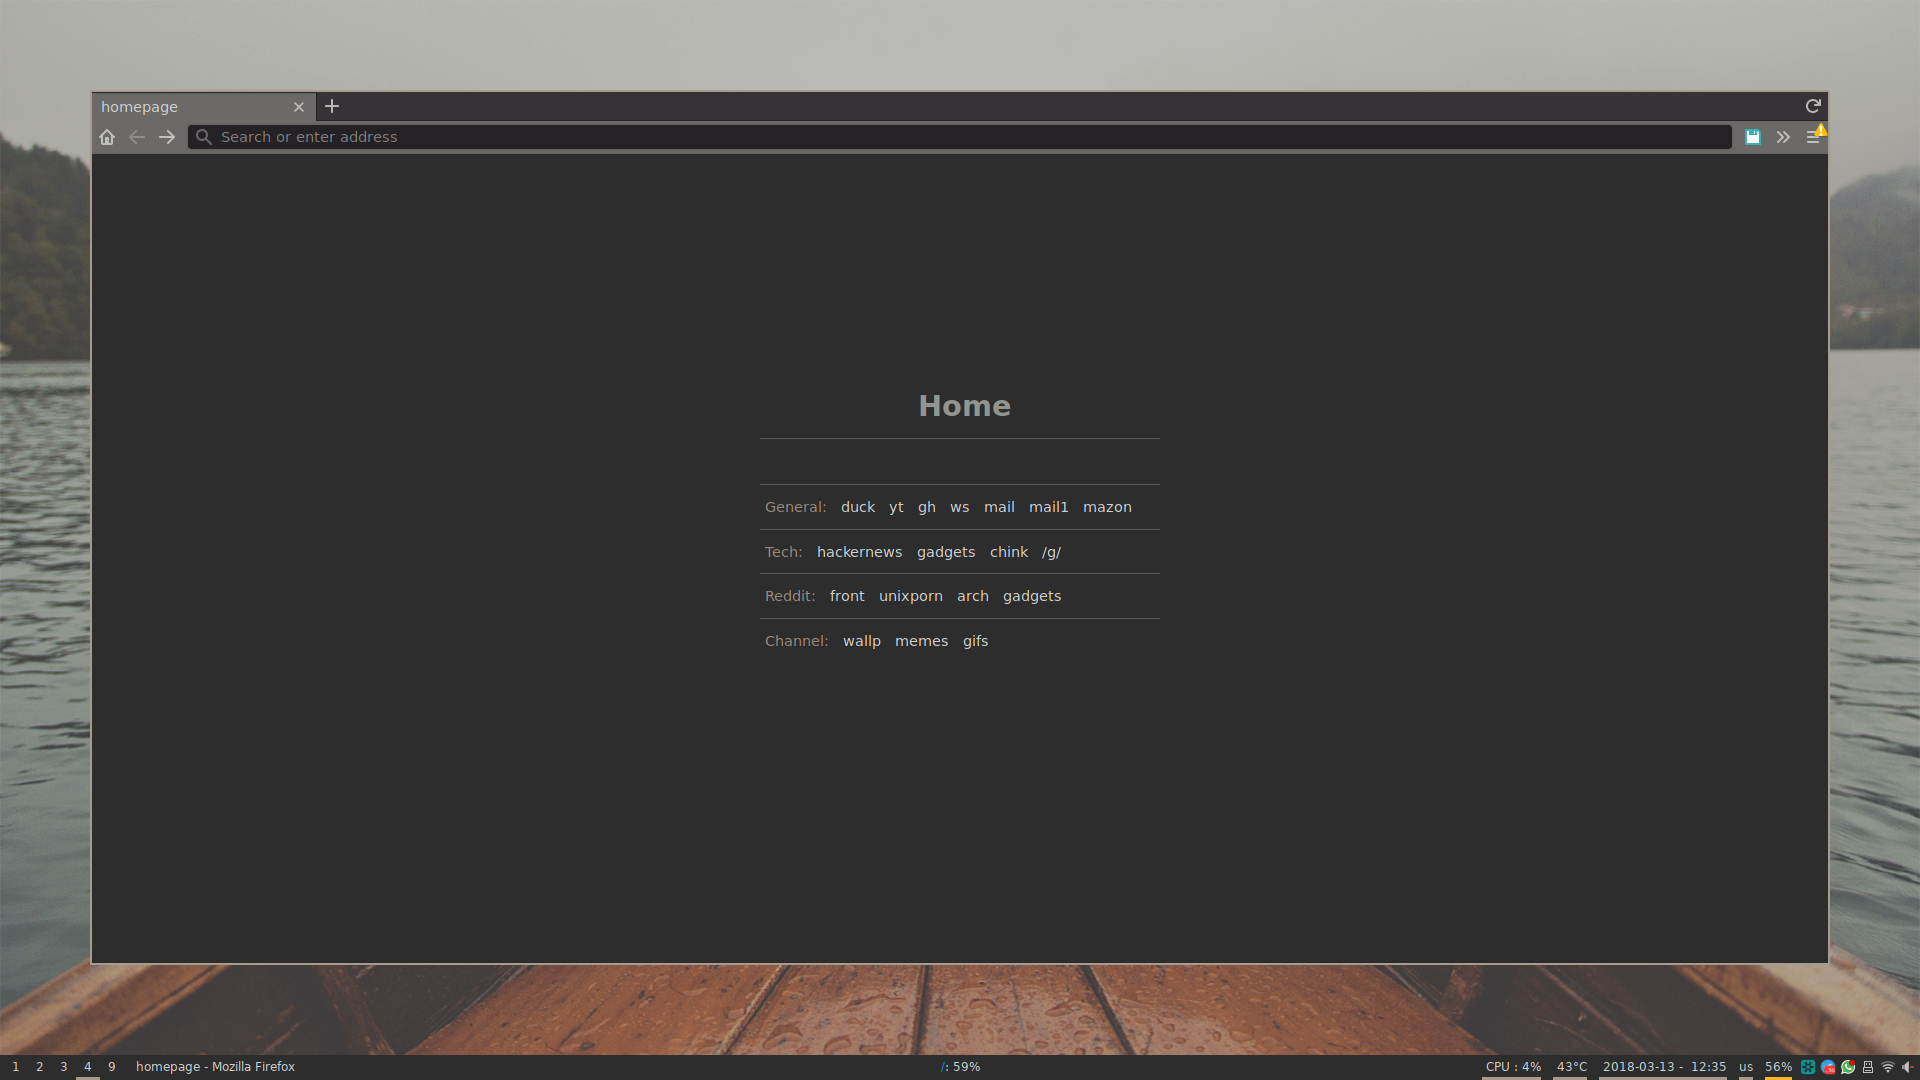 homepage
Search or enter address
Home
General: duck yt gh ws mail mail1 mazon
Tech: hackernews gadgets chink /g/
Reddit: front unixporn arch gadgets
Channel: wallp memes gifs
1 2 3 4 9 homepage - Mozilla Firefox /: 59% CPU : 4% 43°C 2018-03-13 - 12:35 us 56%